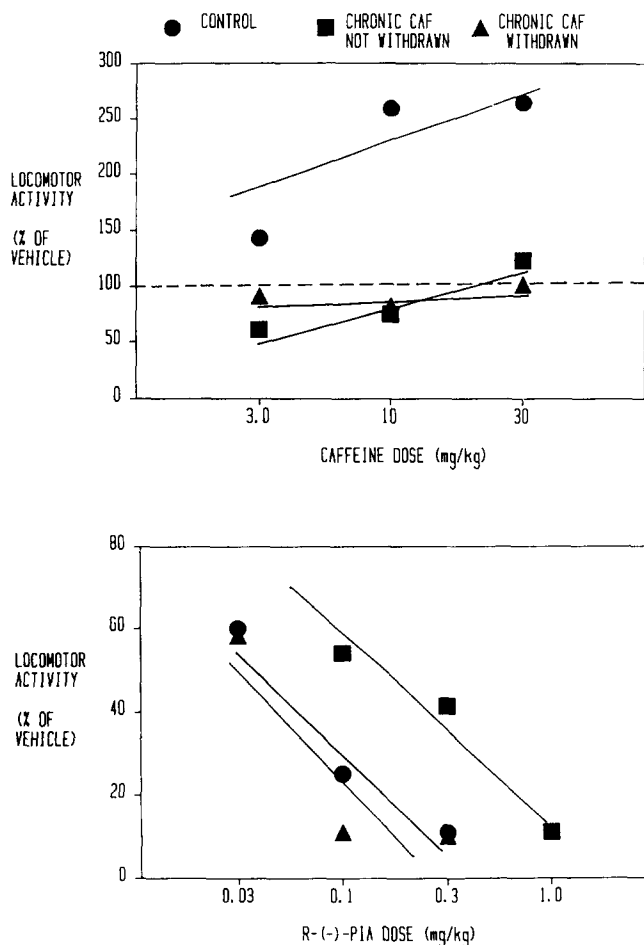 CONTROL
CHRONIC CAF
NOT WITHDRAWN
CHRONIC CAF
WITHDRAWN
300
250
200
150
100
50
0
LOCOMOTOR
ACTIVITY
(% OF
VEHICLE)
3.0 10 30
CAFFEINE DOSE (mg/kg)
80
60
40
20
0
LOCOMOTOR
ACTIVITY
(% OF
VEHICLE)
0.03 0.1 0.3 1.0
R-(-)-PIA DOSE (mg/kg)